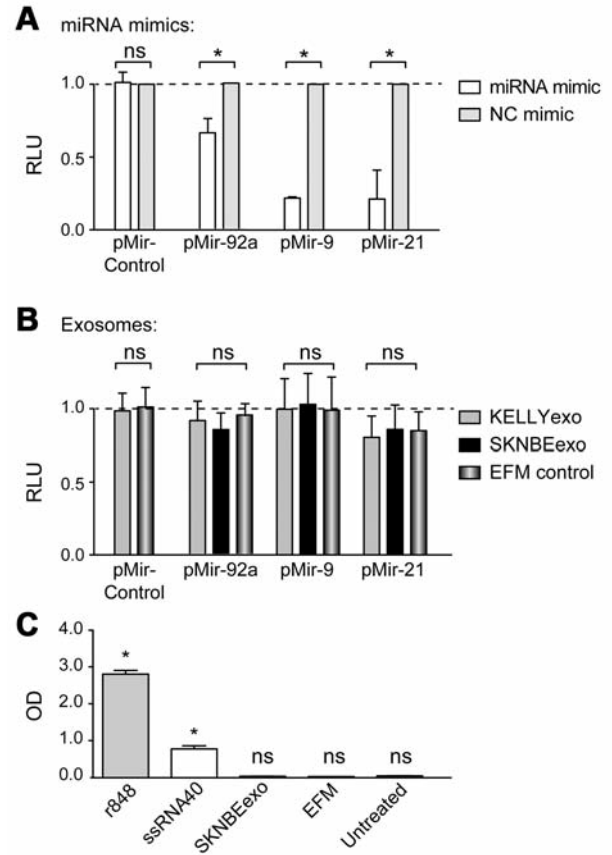 A miRNA mimics:
ns * * *
1.0
0.5
0.0
RLU
miRNA mimic
NC mimic
pMir-Control pMir-92a pMir-9 pMir-21
B Exosomes:
ns ns ns ns
1.0
0.5
0.0
RLU
KELLYexo
SKNBEexo
EFM control
pMir-Control pMir-92a pMir-9 pMir-21
C
4.0
3.0
2.0
1.0
0.0
OD
* * ns ns ns
r848 ssRNA40 SKNBEexo EFM Untreated